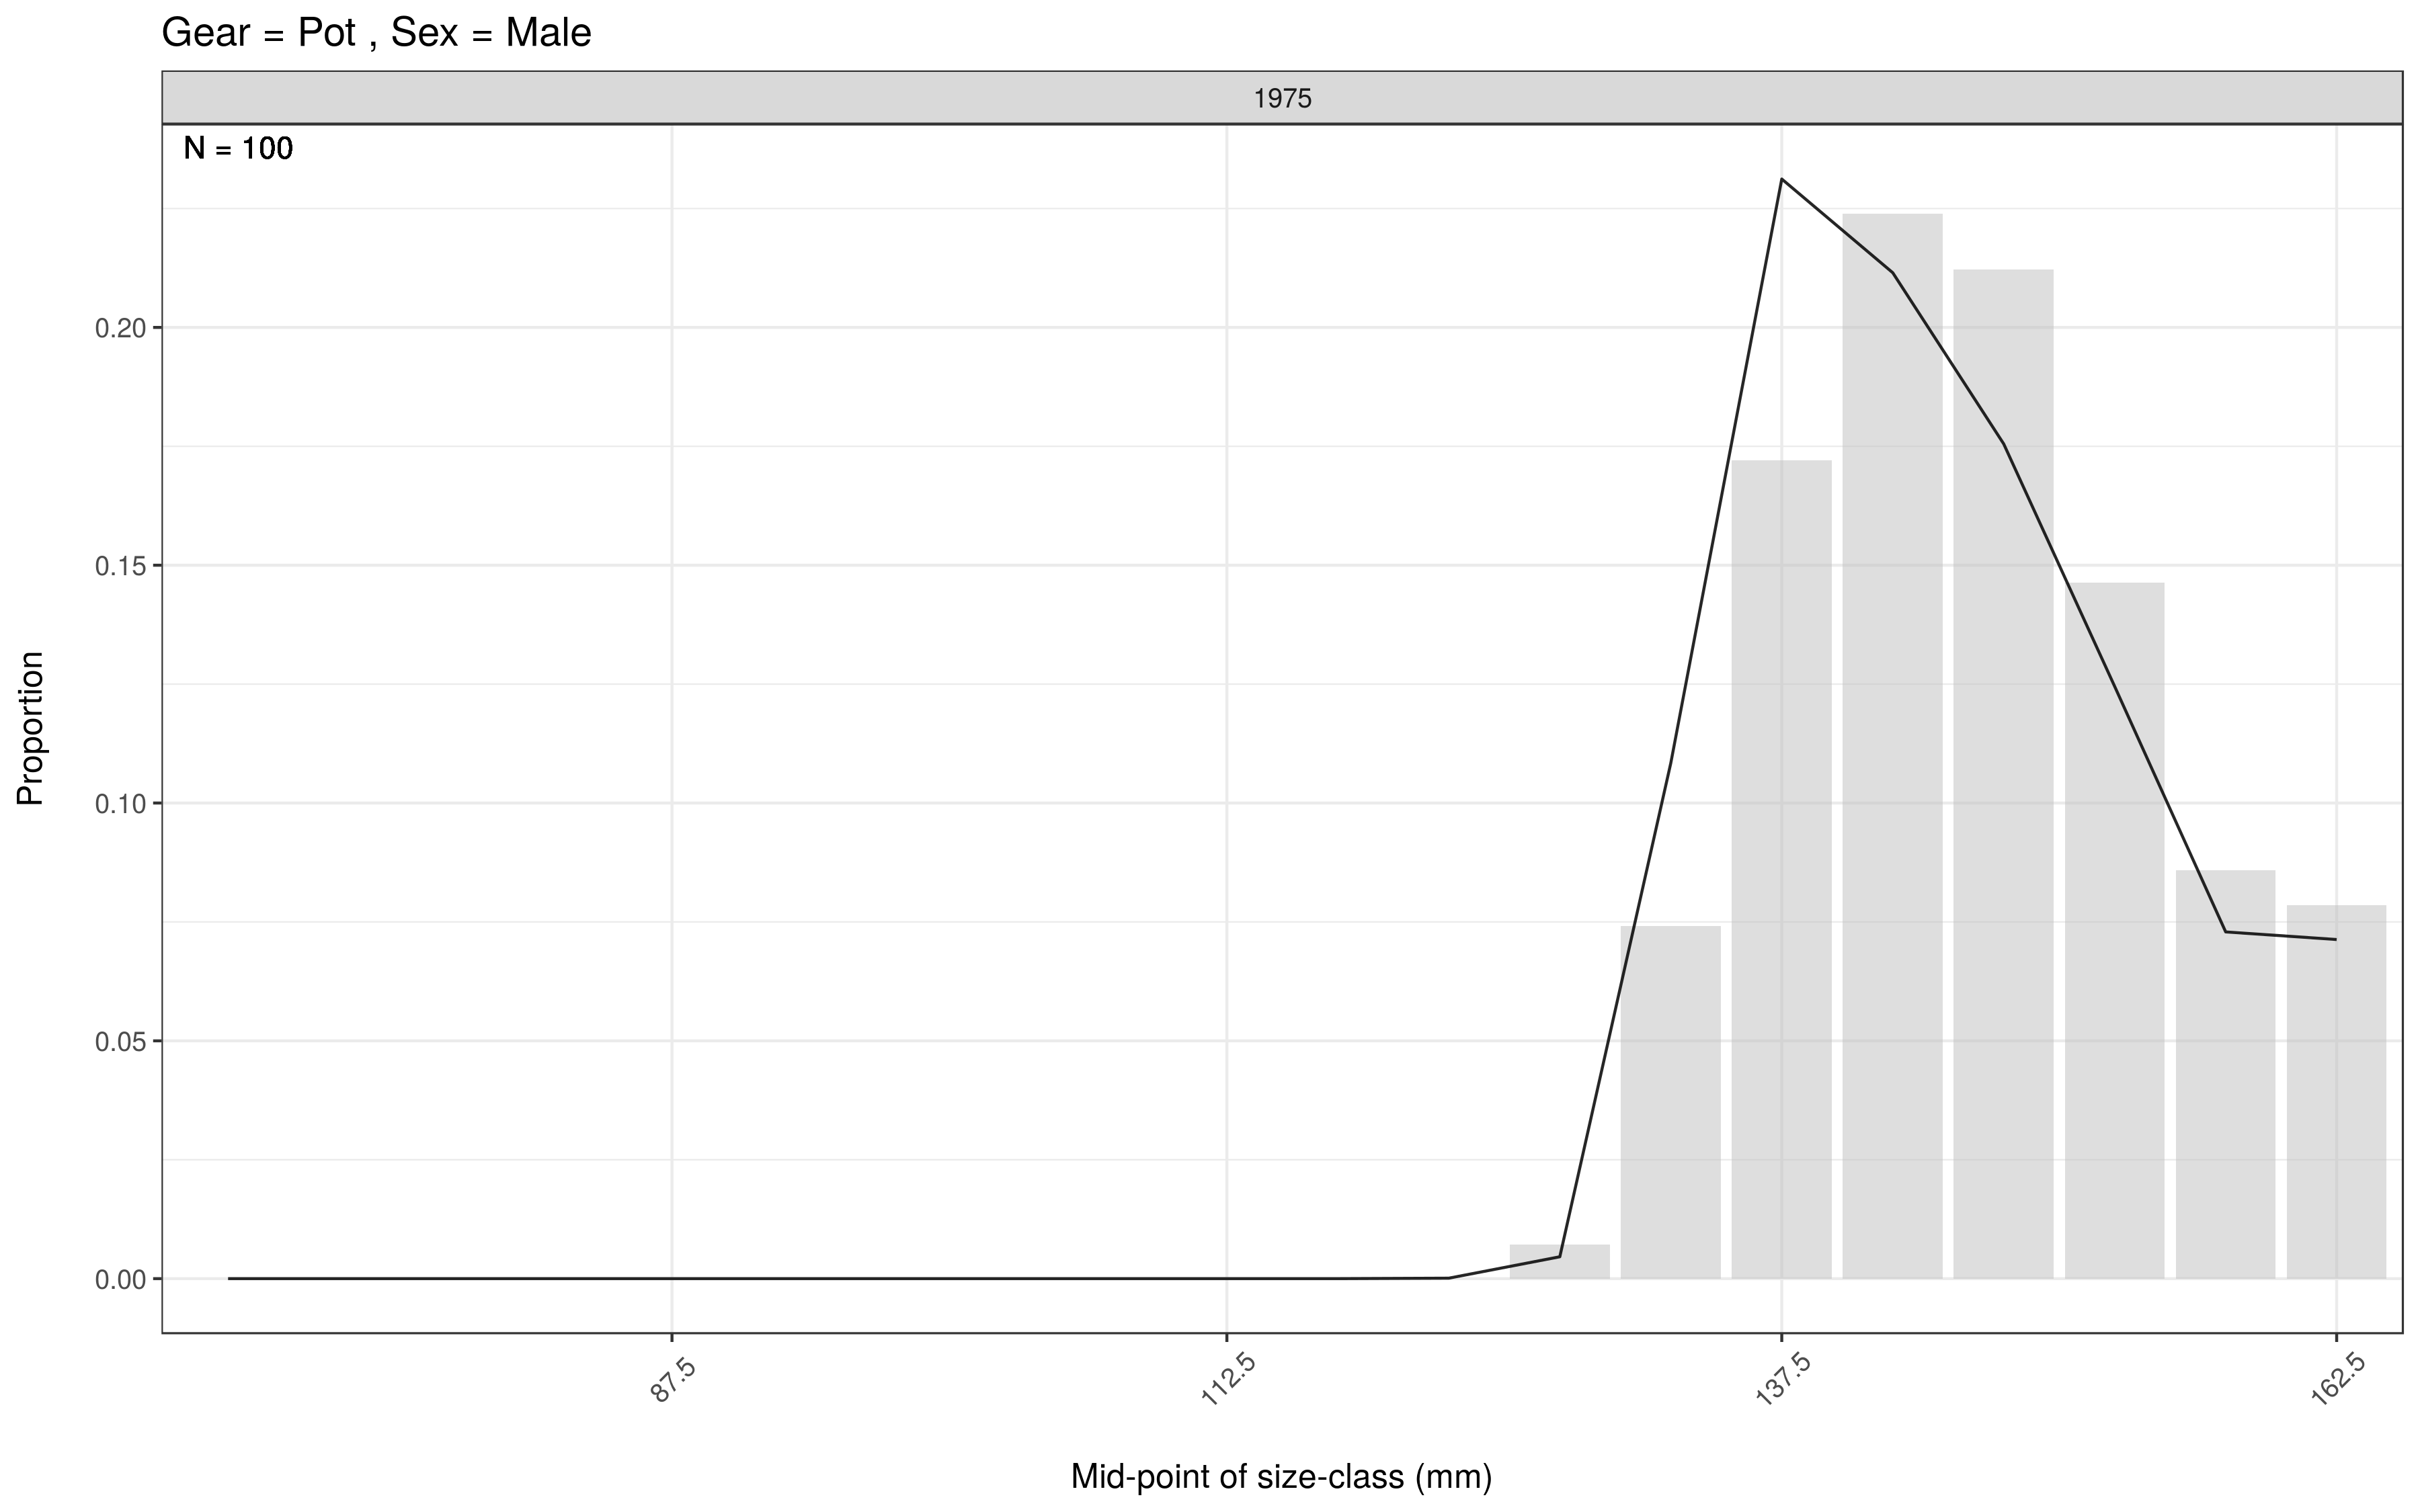 Gear = Pot , Sex = Male
1975
N = 100
0.20
0.15
0.10
0.05
0.00
Proportion
87.5 112.5 137.5 162.5
Mid-point of size-class (mm)